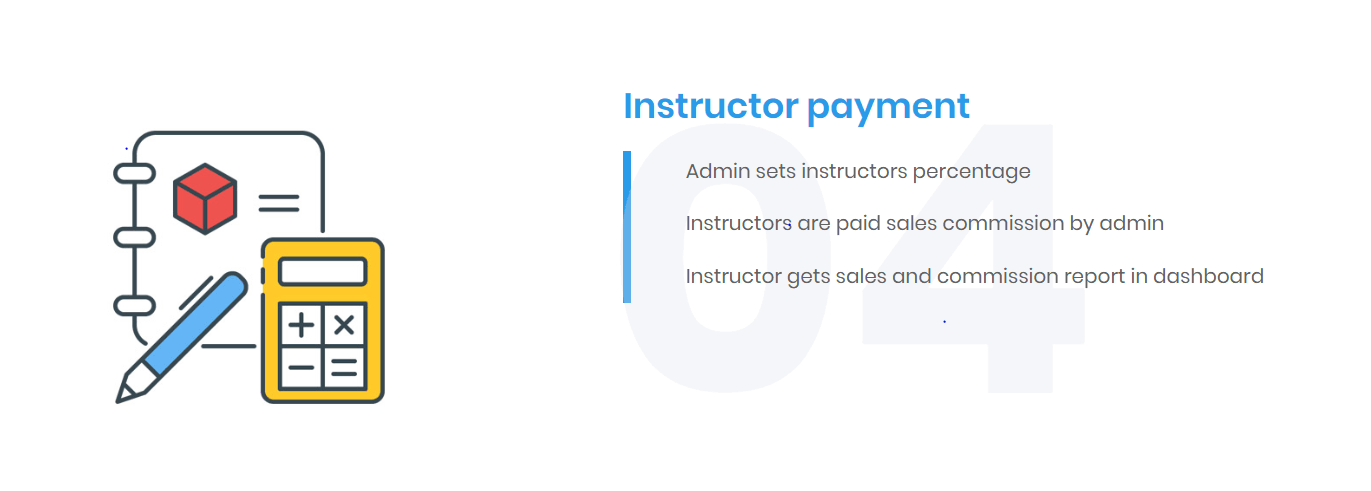 Instructor payment
04
Admin sets instructors percentage
Instructors are paid sales commission by admin
Instructor gets sales and commission report in dashboard